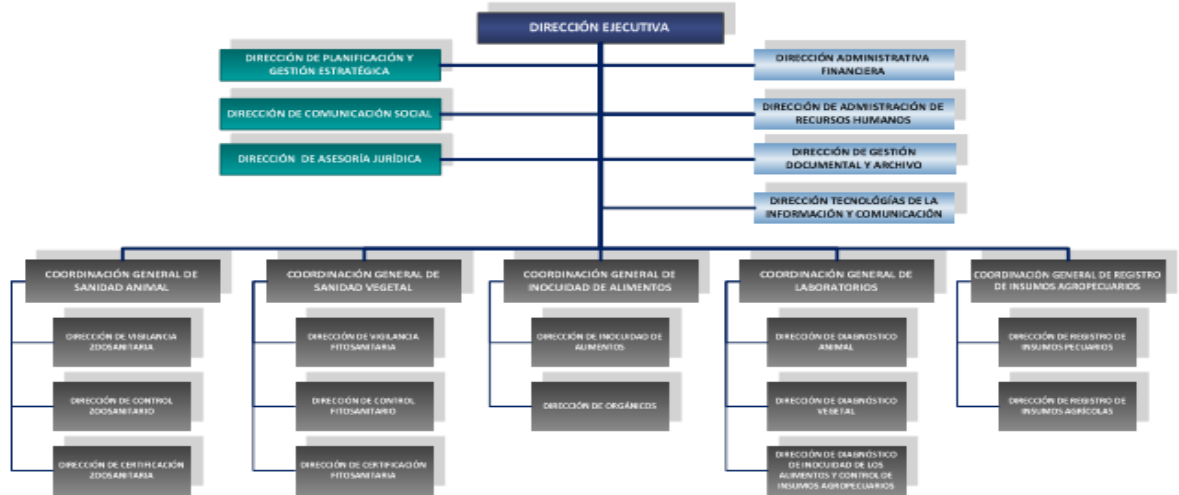 DIRECCIÓN EJECUTIVA
DIRECCIÓN DE PLANIFICACIÓN Y
GESTIÓN ESTRATÉGICA
DIRECCIÓN ADMINISTRATIVA
FINANCIERA
DIRECCIÓN DE COMUNICACIÓN SOCIAL
DIRECCIÓN DE ADMISTRACIÓN DE
RECURSOS HUMANOS
DIRECCIÓN DE ASESORÍA JURÍDICA
DIRECCIÓN DE GESTIÓN
DOCUMENTAL Y ARCHIVO
DIRECCIÓN TECNOLÓGÍAS DE LA
INFORMACIÓN Y COMUNICACIÓN
COORDINACIÓN GENERAL DE
SANIDAD ANIMAL
COORDINACIÓN GENERAL DE
SANIDAD VEGETAL
COORDINACIÓN GENERAL DE
INOCUIDAD DE ALIMENTOS
COORDINACIÓN GENERAL DE
LABORATORIOS
COORDINACIÓN GENERAL DE REGISTRO
DE INSUMOS AGROPECUARIOS
DIRECCIÓN DE VIGILANCIA
ZOOSANITARIA
DIRECCIÓN DE VIGILANCIA
FITOSANITARIA
DIRECCIÓN DE INOCUIDAD DE
ALIMENTOS
DIRECCIÓN DE DIAGNOSTICO
ANIMAL
DIRECCIÓN DE REGISTRO DE
INSUMOS PECUARIOS
DIRECCIÓN DE CONTROL
ZOOSANITARIO
DIRECCIÓN DE CONTROL
FITOSANITARIO
DIRECCIÓN DE ORGÁNICOS
DIRECCIÓN DE DIAGNÓSTICO
VEGETAL
DIRECCIÓN DE REGISTRO DE
INSUMOS AGRÍCOLAS
DIRECCIÓN DE CERTIFICACIÓN
ZOOSANITARIA
DIRECCIÓN DE CERTIFICACIÓN
FITOSANITARIA
DIRECCIÓN DE DIAGNÓSTICO
DE INOCUIDAD DE LOS
ALIMENTOS Y CONTROL DE
INSUMOS AGROPECUARIOS